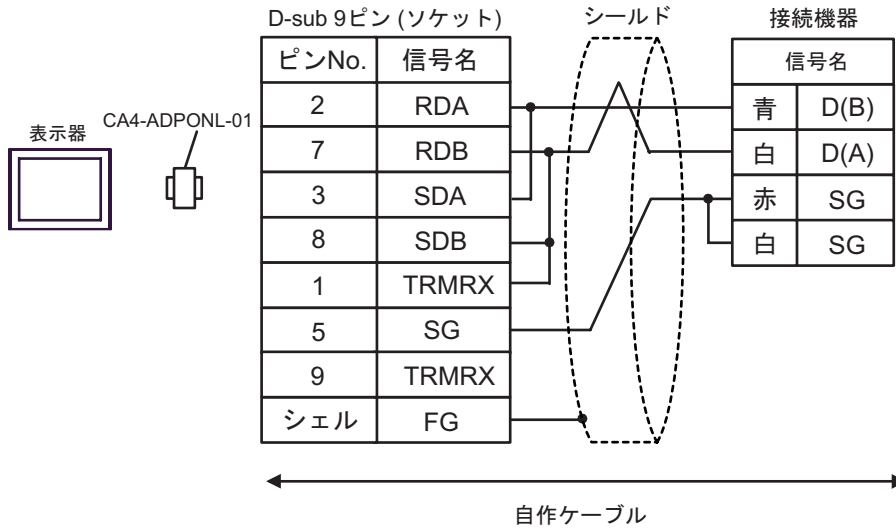 D-sub 9ピン (ソケット)
シールド
接続機器
ピンNo. 信号名
信号名
CA4-ADPONL-01
表示器
2 RDA
青 D(B)
7 RDB
白 D(A)
3 SDA
赤 SG
8 SDB
白 SG
1 TRMRX
5 SG
9 TRMRX
シェル FG
自作ケーブル